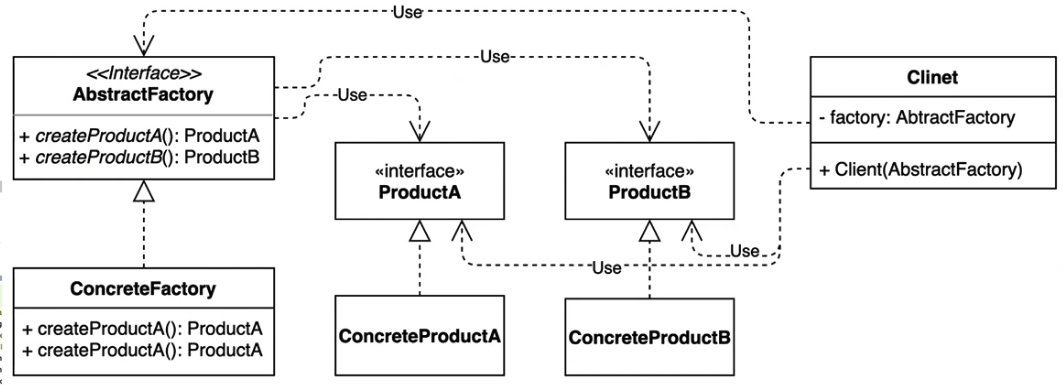 Use
<<Interface>>
AbstractFactory
+ createProductA(): ProductA
+ createProductB(): ProductB
Use
Use
Clinet
- factory: AbtractFactory
+ Client(AbstractFactory)
«interface»
ProductA
«interface»
ProductB
Use
Use
ConcreteFactory
+ createProductA(): ProductA
+ createProductA(): ProductA
ConcreteProductA
ConcreteProductB